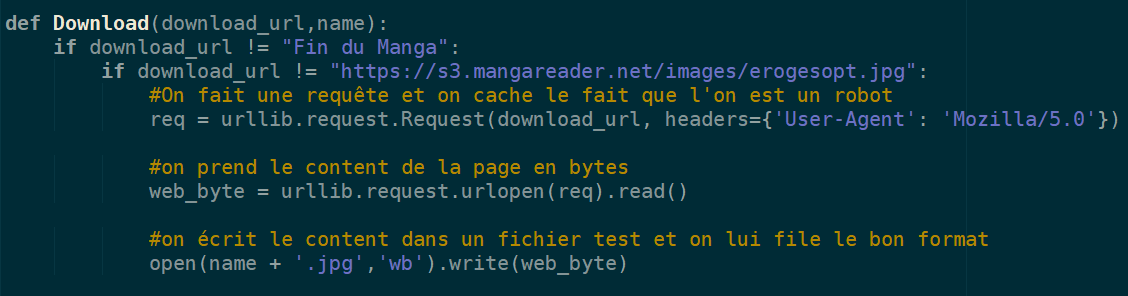 def Download(download_url,name):
    if download_url != "Fin du Manga":
        if download_url != "https://s3.mangareader.net/images/erogesopt.jpg":
            #On fait une requête et on cache le fait que l'on est un robot
            req = urllib.request.Request(download_url, headers={'User-Agent': 'Mozilla/5.0'})
            #on prend le content de la page en bytes
            web_byte = urllib.request.urlopen(req).read()
            #on écrit le content dans un fichier test et on lui file le bon format
            open(name + '.jpg','wb').write(web_byte)